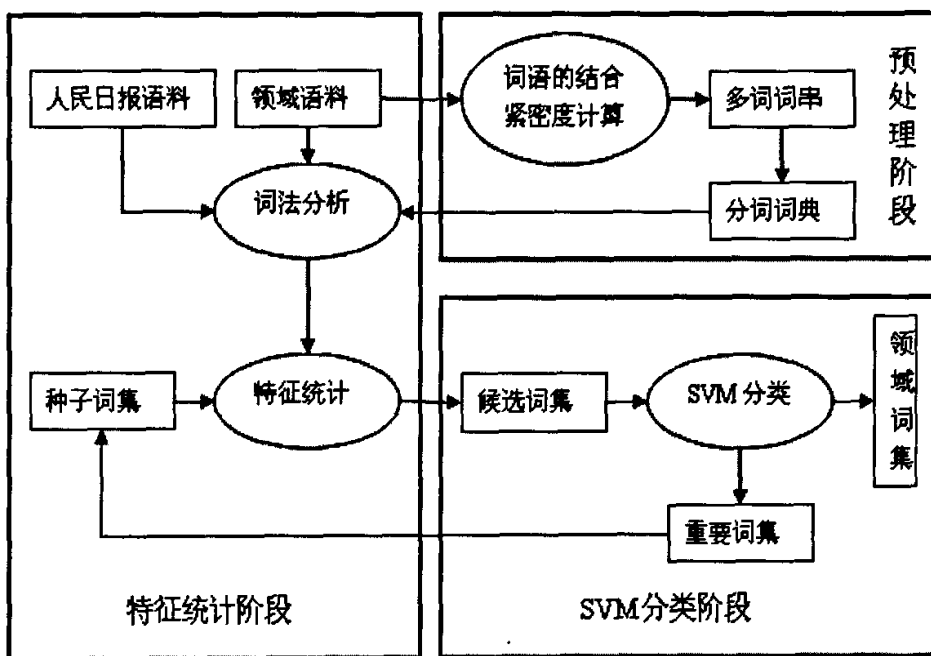 人民日报语料
领域语料
词法分析
种子词集
特征统计
特征统计阶段
词语的结合
紧密度计算
多词词串
分词词典
预处理阶段
候选词集
SVM 分类
领域词集
重要词集
SVM分类阶段